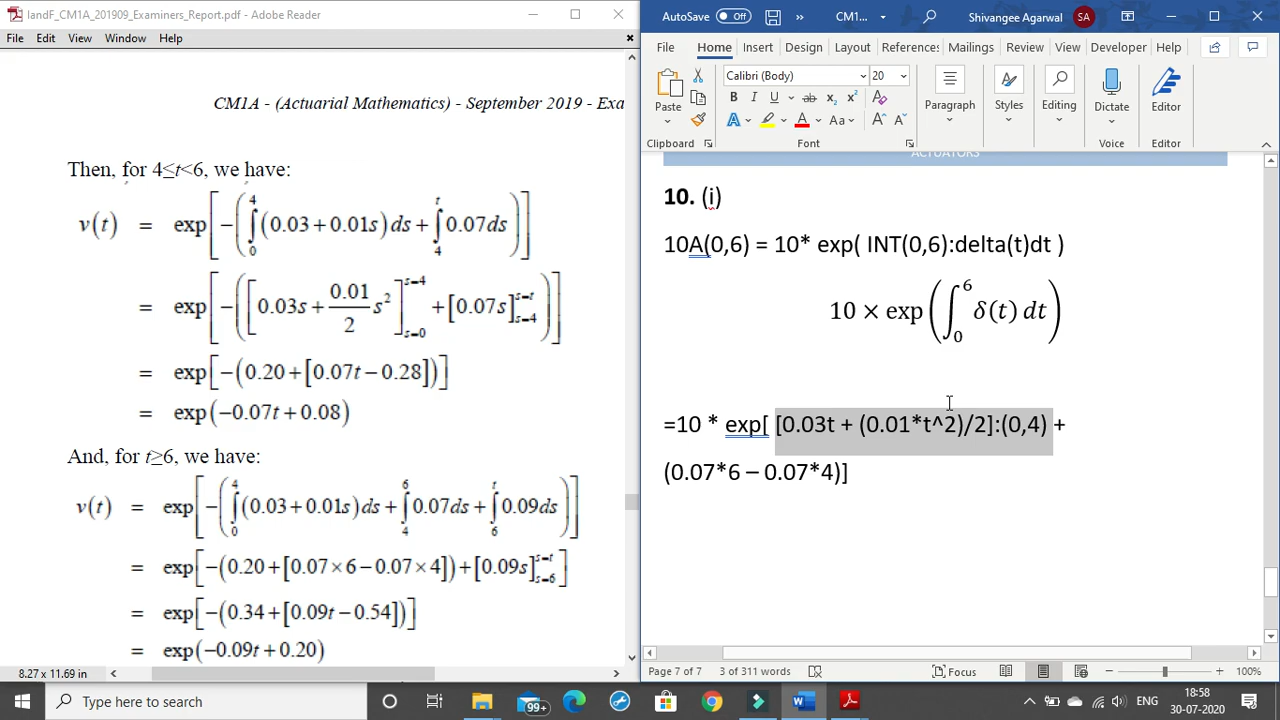 landF_CM1A_201909_Examiners_Report.pdf - Adobe Reader
File Edit View Window Help
CM1A - (Actuarial Mathematics) - September 2019 - Exa
Then, for 4≤t<6, we have:
v(t) = exp[−(∫₀⁴(0.03+0.01s)ds+∫₄ᵗ0.07ds)]
= exp[−([0.03s+0.01/2 s²]ₛ₌₀ˢ⁼⁴+[0.07s]ₛ₌₄ˢ⁼ᵗ)]
= exp[−(0.20+[0.07t−0.28])]
= exp(−0.07t+0.08)
And, for t≥6, we have:
v(t) = exp[−(∫₀⁴(0.03+0.01s)ds+∫₄⁶0.07ds+∫₆ᵗ0.09ds)]
= exp[−(0.20+[0.07×6−0.07×4])+[0.09s]ₛ₌₆ˢ⁼ᵗ]
= exp[−(0.34+[0.09t−0.54])]
= exp(−0.09t+0.20)
8.27 x 11.69 in
AutoSave Off CM1... Shivangee Agarwal SA
File Home Insert Design Layout References Mailings Review View Developer Help
Paste
Calibri (Body) 20
B I U ab x₂ x²
A A Aa A A
Paragraph Styles Editing Dictate Editor
Clipboard Font Styles Voice Editor
ACTUATORS
10. (i)
10A(0,6) = 10* exp( INT(0,6):delta(t)dt )
10 × exp(∫₀⁶ δ(t) dt)
=10 * exp[ [0.03t + (0.01*t^2)/2]:(0,4) +
(0.07*6 – 0.07*4)]
Page 7 of 7 3 of 311 words Focus 100%
Type here to search
99+
ENG
18:58
30-07-2020